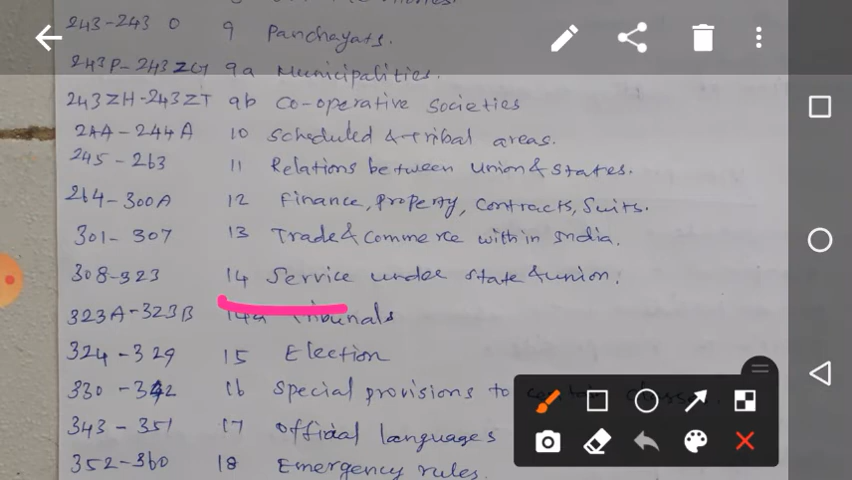 243-243 O 9 Panchayats.
243P-243ZG 9a Municipalities.
243ZH-243ZT 9b Co-operative Societies
244-244A 10 Scheduled & Tribal areas.
245-263 11 Relations between Union & States.
264-300A 12 Finance, Property, Contracts, Suits.
301-307 13 Trade & Commerce within India.
308-323 14 Service under state & union.
323A-323B 14a Tribunals
324-329 15 Election
330-342 16 Special provisions to
343-351 17 Official languages
352-360 18 Emergency rules.